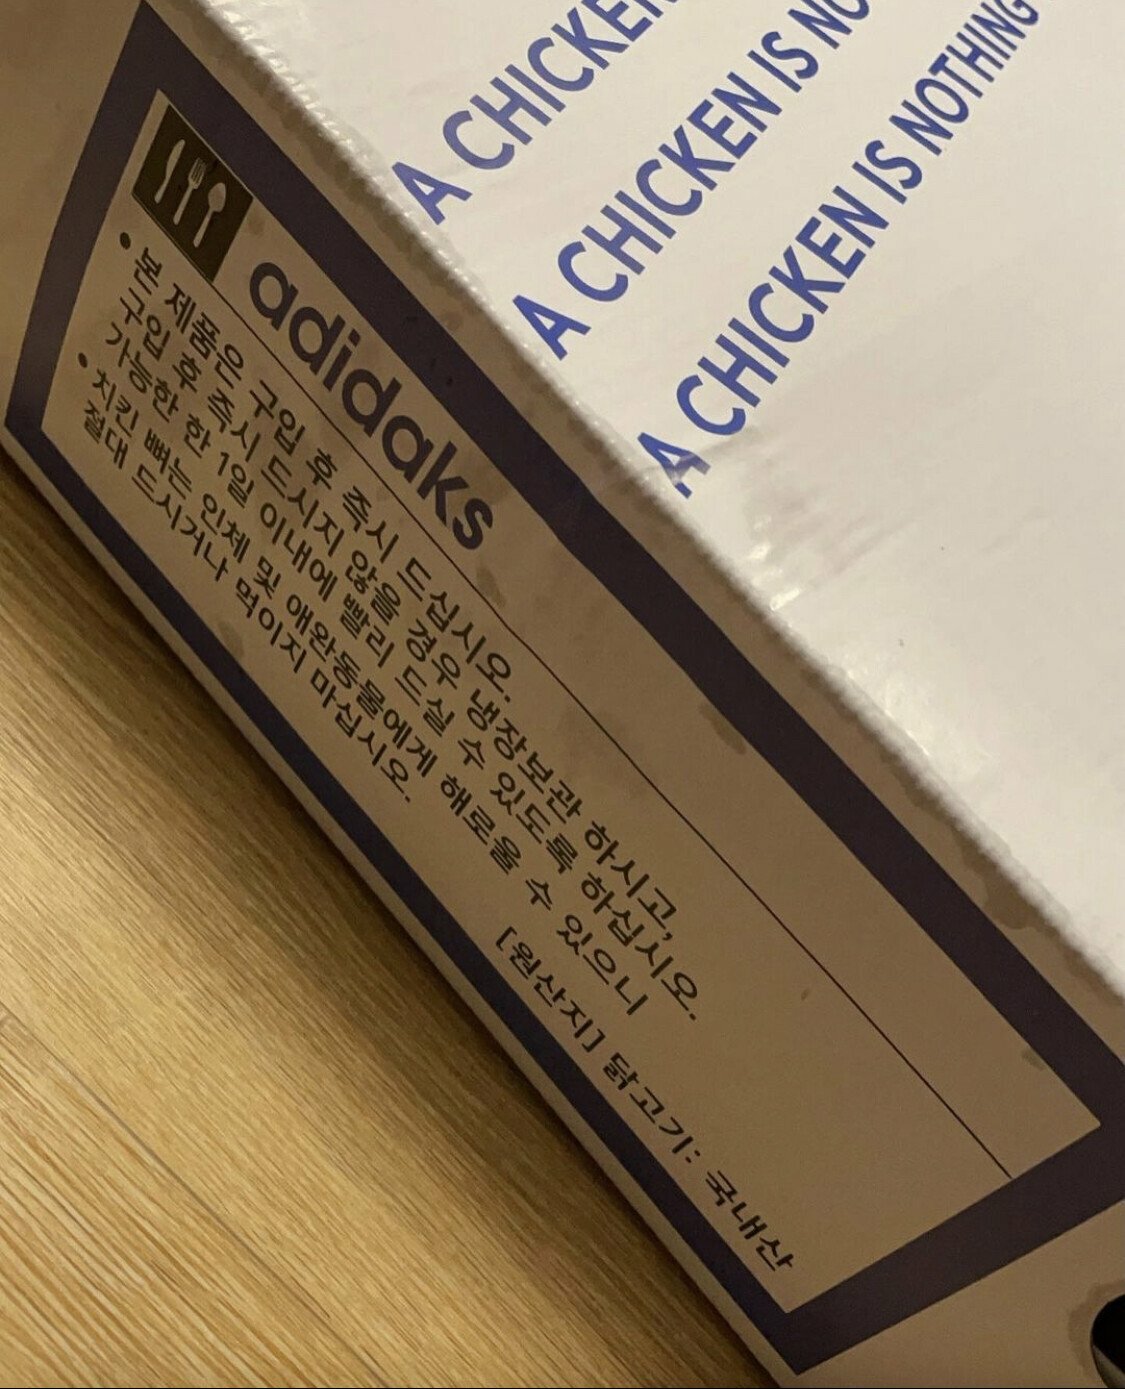 A CHICKEN
A CHICKEN IS NO
A CHICKEN IS NOTHING
adidaks
• 본 제품은 구입 후 즉시 드십시오.
구입 후 즉시 드시지 않을 경우 냉장보관 하시고,
가능한 한 1일 이내에 빨리 드실 수 있도록 하십시오.
• 치킨 뼈는 인체 및 애완동물에게 해로울 수 있으니
절대 드시거나 먹이지 마십시오.
[원산지] 닭고기: 국내산